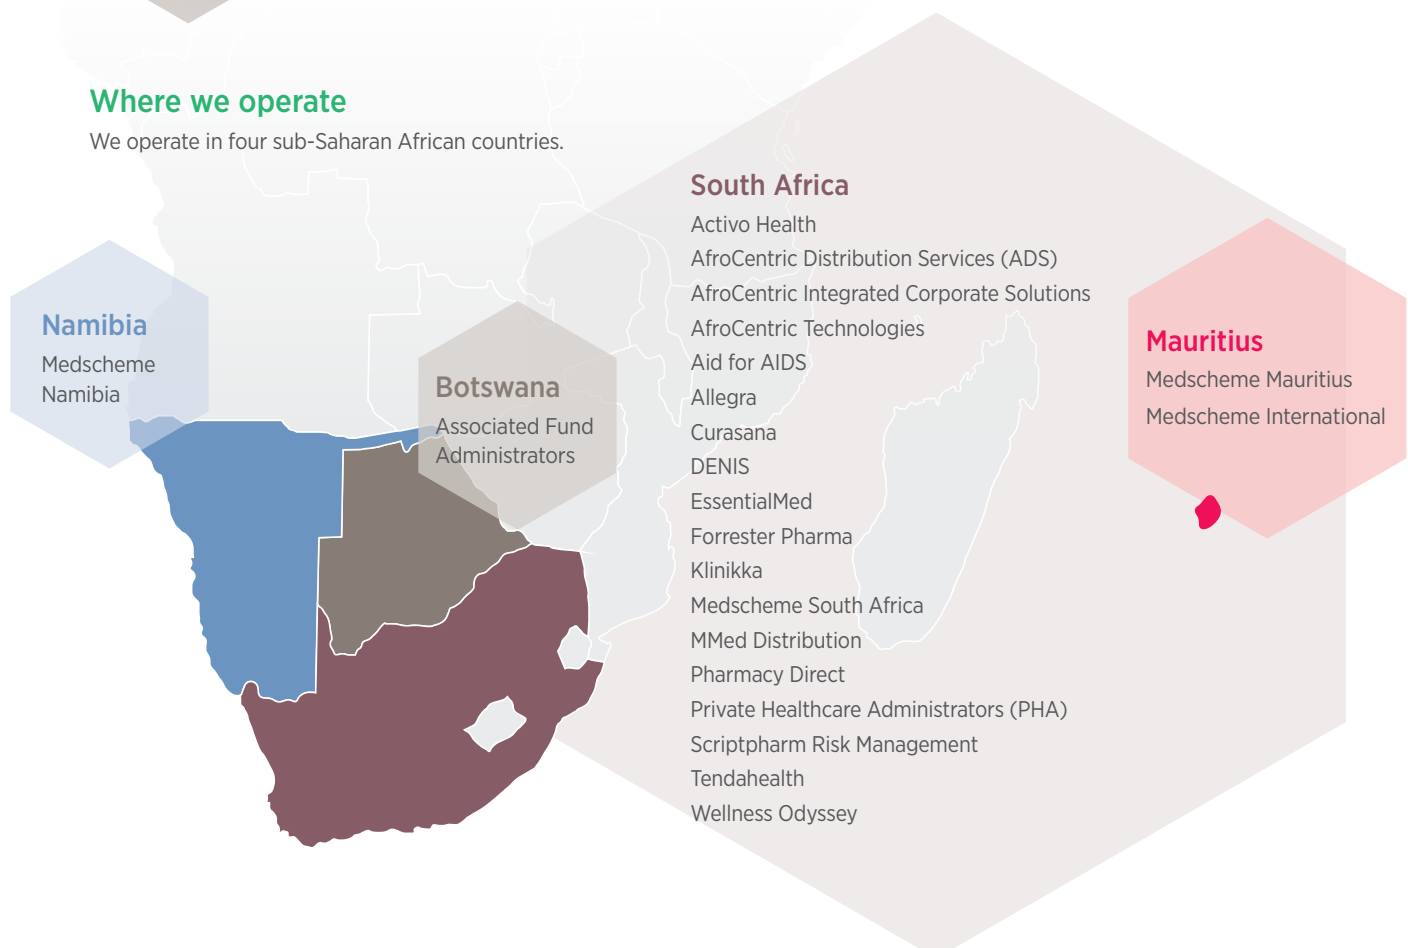 Where we operate
We operate in four sub-Saharan African countries.
Namibia
Medscheme
Namibia
Botswana
Associated Fund
Administrators
South Africa
Activo Health
AfroCentric Distribution Services (ADS)
AfroCentric Integrated Corporate Solutions
AfroCentric Technologies
Aid for AIDS
Allegra
Curasana
DENIS
EssentialMed
Forrester Pharma
Klinikka
Medscheme South Africa
MMed Distribution
Pharmacy Direct
Private Healthcare Administrators (PHA)
Scriptpharm Risk Management
Tendahealth
Wellness Odyssey
Mauritius
Medscheme Mauritius
Medscheme International